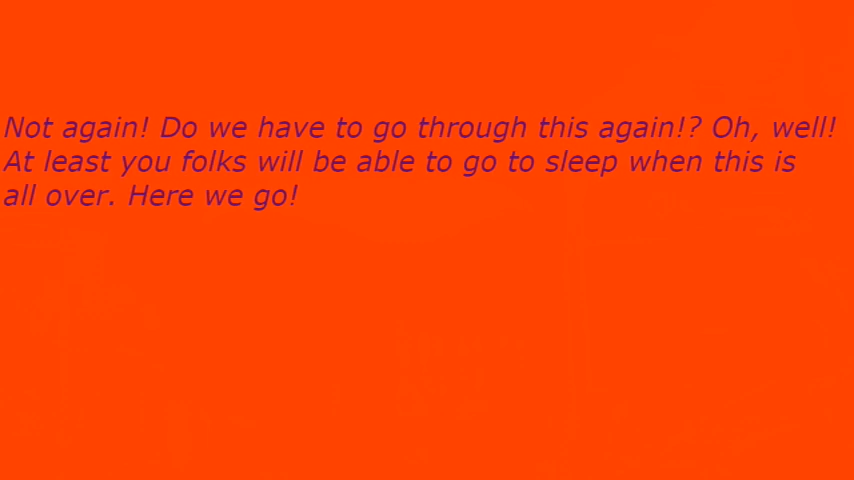 Not again! Do we have to go through this again!? Oh, well!
At least you folks will be able to go to sleep when this is
all over. Here we go!